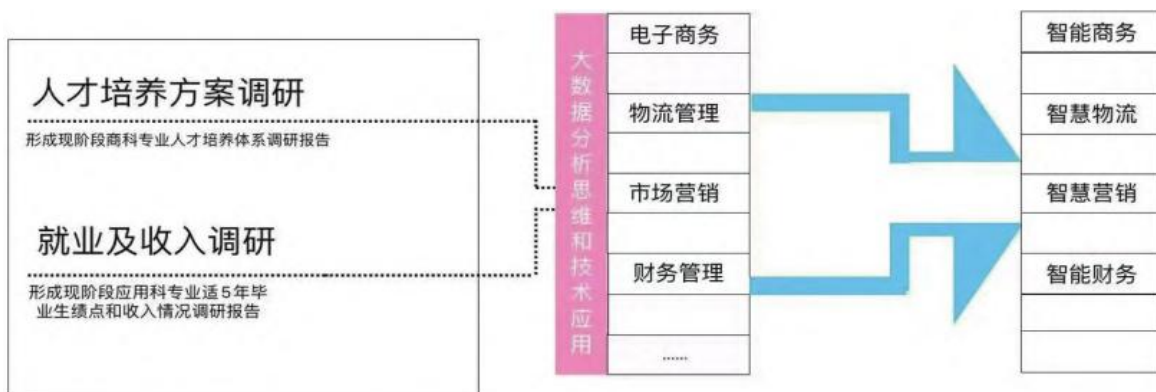 人才培养方案调研
形成现阶段商科专业人才培养体系调研报告
就业及收入调研
形成现阶段应用科专业适5年毕
业生绩点和收入情况调研报告
大数据分析思维和技术应用
电子商务
物流管理
市场营销
财务管理
......
智能商务
智慧物流
智慧营销
智能财务